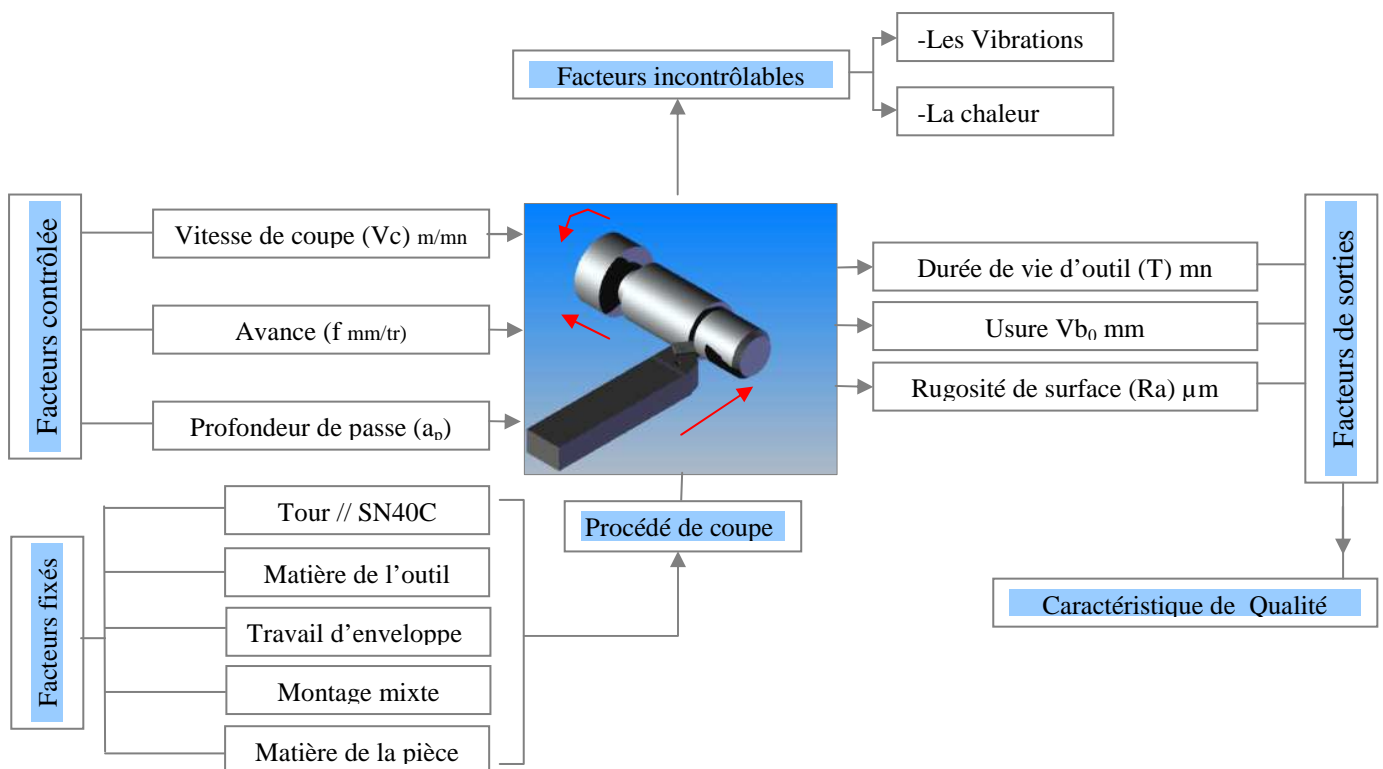 -Les Vibrations
Facteurs incontrôlables
-La chaleur
Facteurs contrôlée
Vitesse de coupe (Vc) m/mn
Avance (f mm/tr)
Profondeur de passe (aₚ)
Durée de vie d’outil (T) mn
Usure Vb₀ mm
Rugosité de surface (Ra) µm
Facteurs de sorties
Facteurs fixés
Tour // SN40C
Matière de l’outil
Travail d’enveloppe
Montage mixte
Matière de la pièce
Procédé de coupe
Caractéristique de Qualité